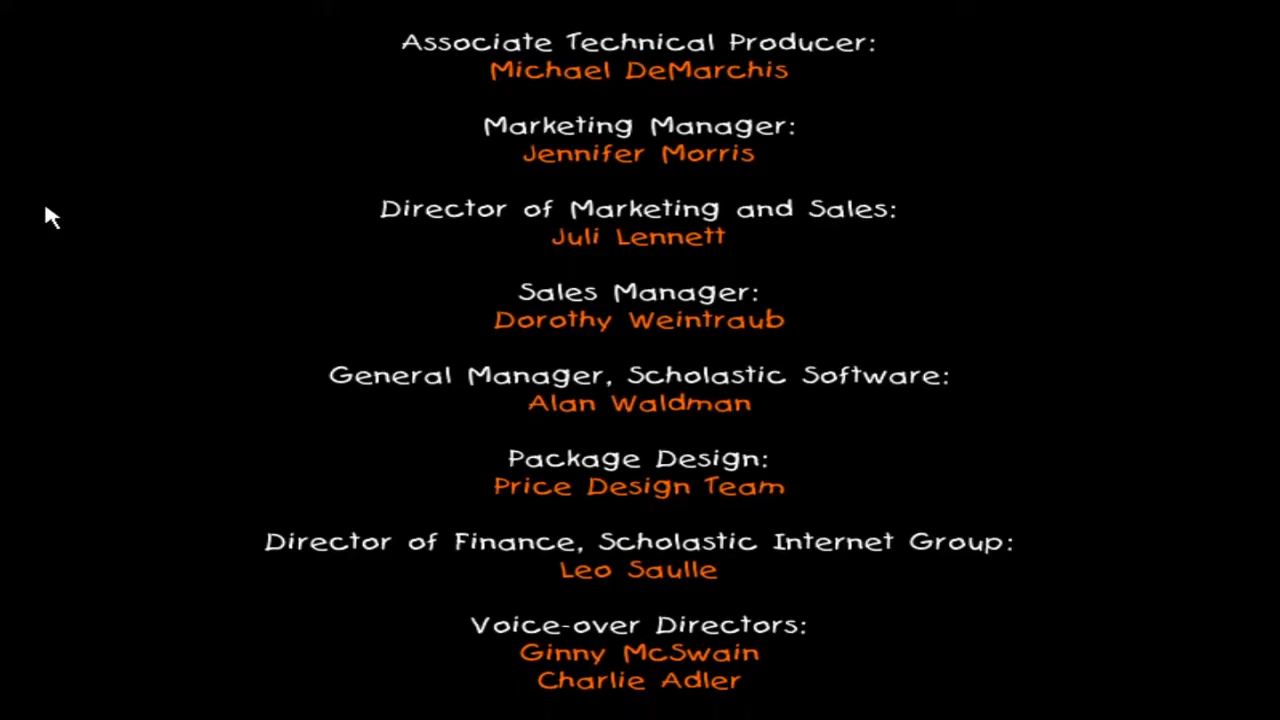 Associate Technical Producer:
Michael DeMarchis
Marketing Manager:
Jennifer Morris
Director of Marketing and Sales:
Juli Lennett
Sales Manager:
Dorothy Weintraub
General Manager, Scholastic Software:
Alan Waldman
Package Design:
Price Design Team
Director of Finance, Scholastic Internet Group:
Leo Saulle
Voice-over Directors:
Ginny McSwain
Charlie Adler